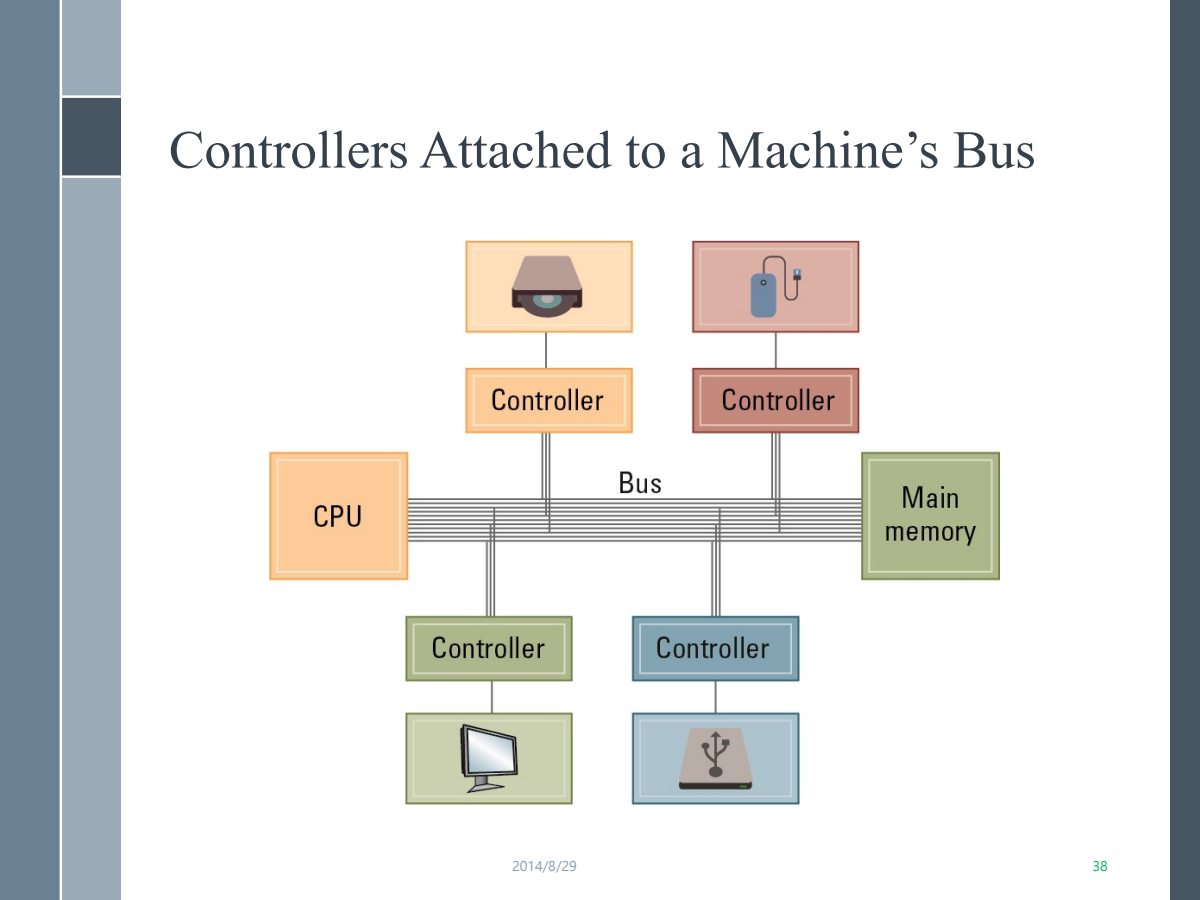 Controllers Attached to a Machine’s Bus
Controller
Controller
Bus
CPU
Main
memory
Controller
Controller
2014/8/29
38